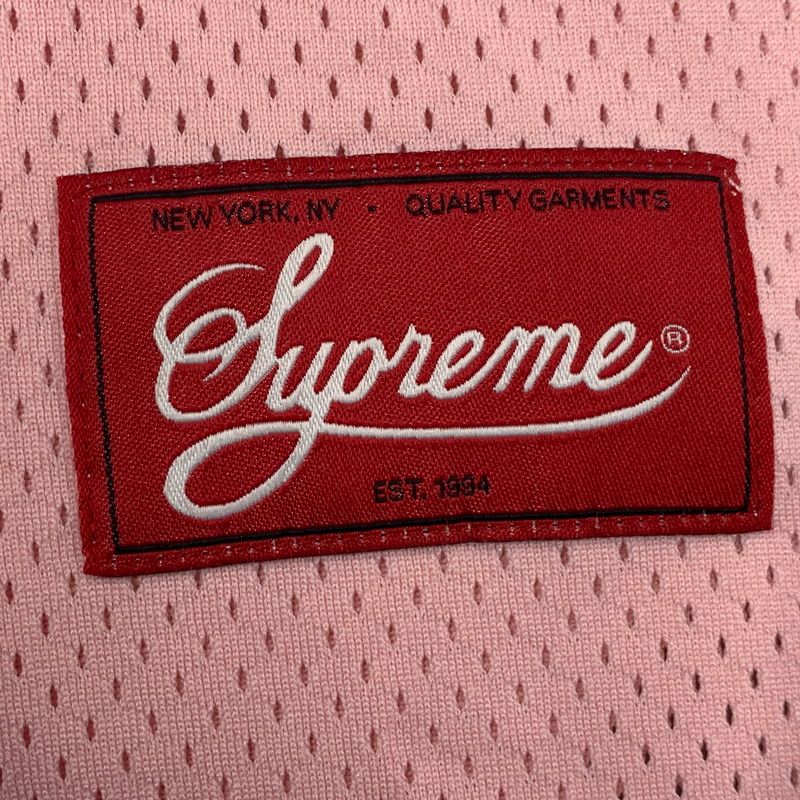 NEW YORK, NY • QUALITY GARMENTS
Supreme®
EST. 1994